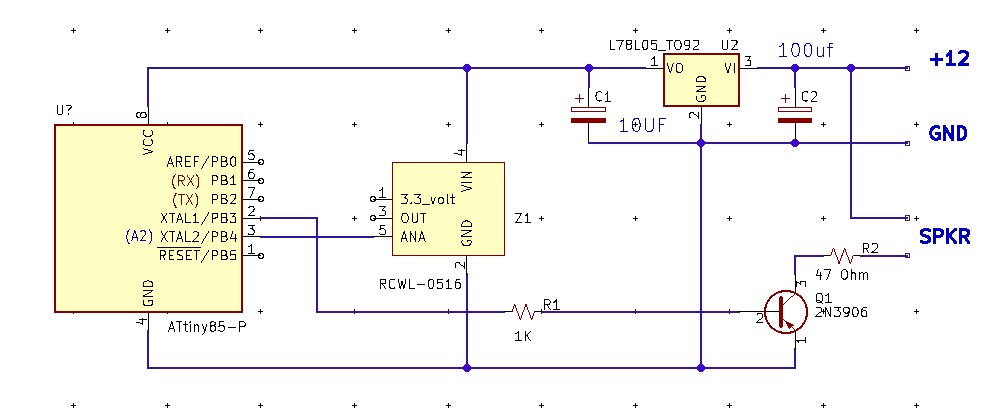 L78L05_TO92 U2
100uf
+12
1 VO
VI 3
GND
2
+ C1
10UF
+ C2
GND
U?
8
VCC
AREF/PB0 5
(RX) PB1 6
(TX) PB2 7
XTAL1/PB3 2
(A2) XTAL2/PB4 3
RESET/PB5 1
GND
4
ATtiny85-P
4
VIN
1 3.3_volt
3 OUT
5 ANA
GND
2
Z1
RCWL-0516
SPKR
R2
47 Ohm
R1
1K
3
Q1
2N3906
2
1